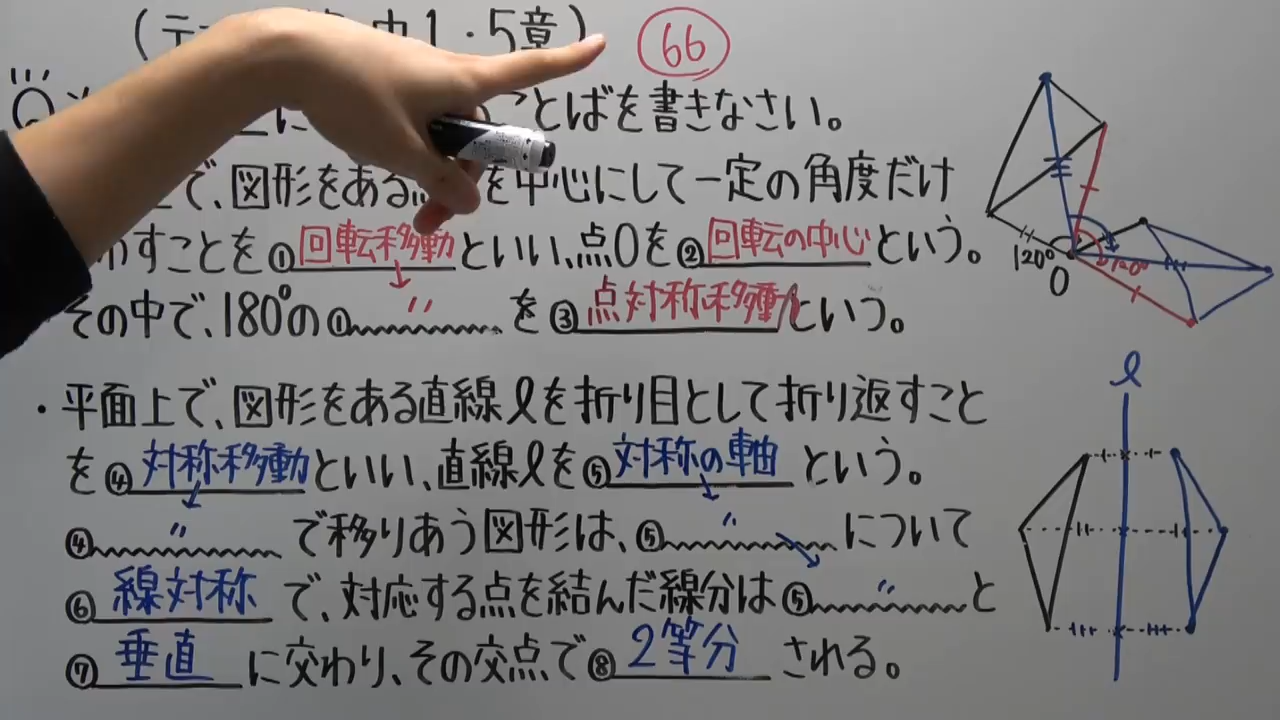 1・5章) 66
ことばを書きなさい。
で、図形をある を中心にして一定の角度だけ
わすことを ① 回転移動 といい、点Oを ② 回転の中心 という。
その中で、180°の ① 〃 を ③ 点対称移動 という。
・平面上で、図形をある直線ℓを折り目として折り返すこと
を ④ 対称移動 といい、直線ℓを ⑤ 対称の軸 という。
④ 〃 で移りあう図形は、⑤ 〃 について
⑥ 線対称 で、対応する点を結んだ線分は ⑤ 〃 と
⑦ 垂直 に交わり、その交点で ⑧ 2等分 される。
120° 120°
O
ℓ